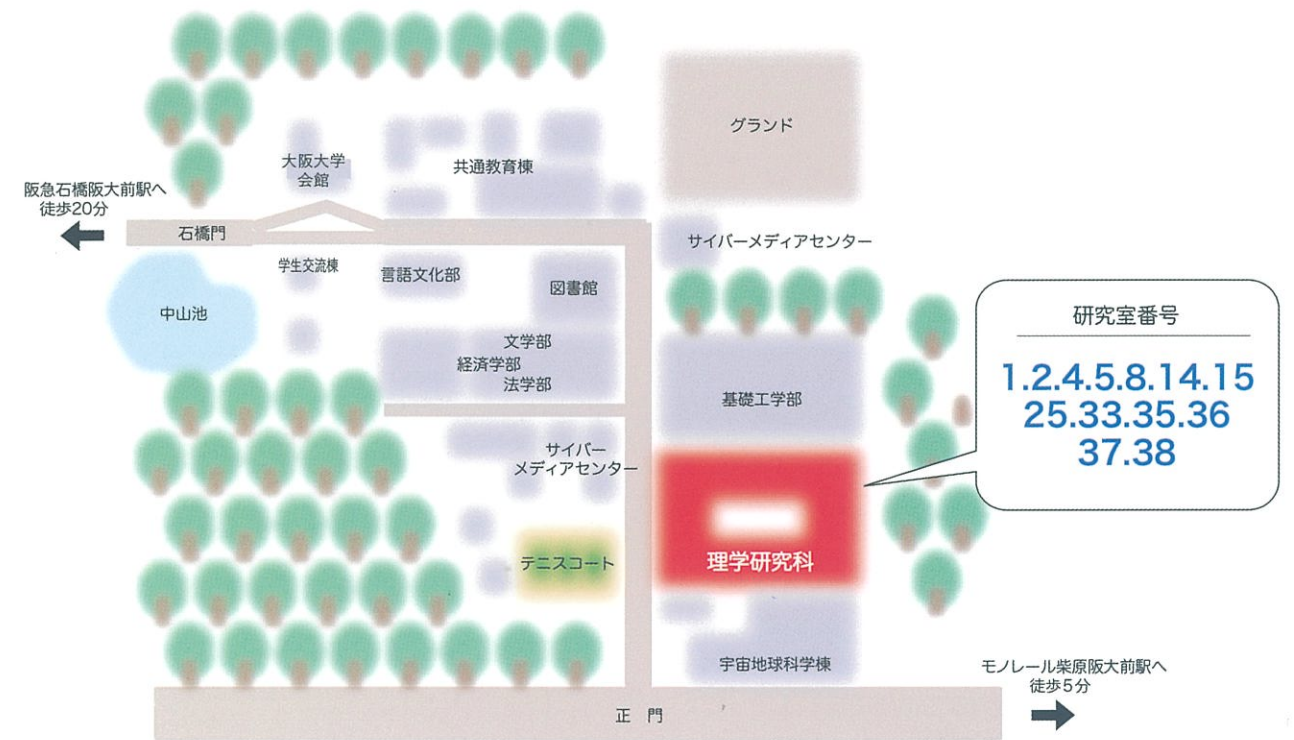 グランド
大阪大学
会館
共通教育棟
阪急石橋阪大前駅へ
徒歩20分
石橋門
サイバーメディアセンター
学生交流棟
言語文化部
図書館
中山池
文学部
経済学部
法学部
基礎工学部
研究室番号
1.2.4.5.8.14.15
25.33.35.36
37.38
サイバー
メディアセンター
テニスコート
理学研究科
宇宙地球科学棟
モノレール柴原阪大前駅へ
徒歩5分
正 門